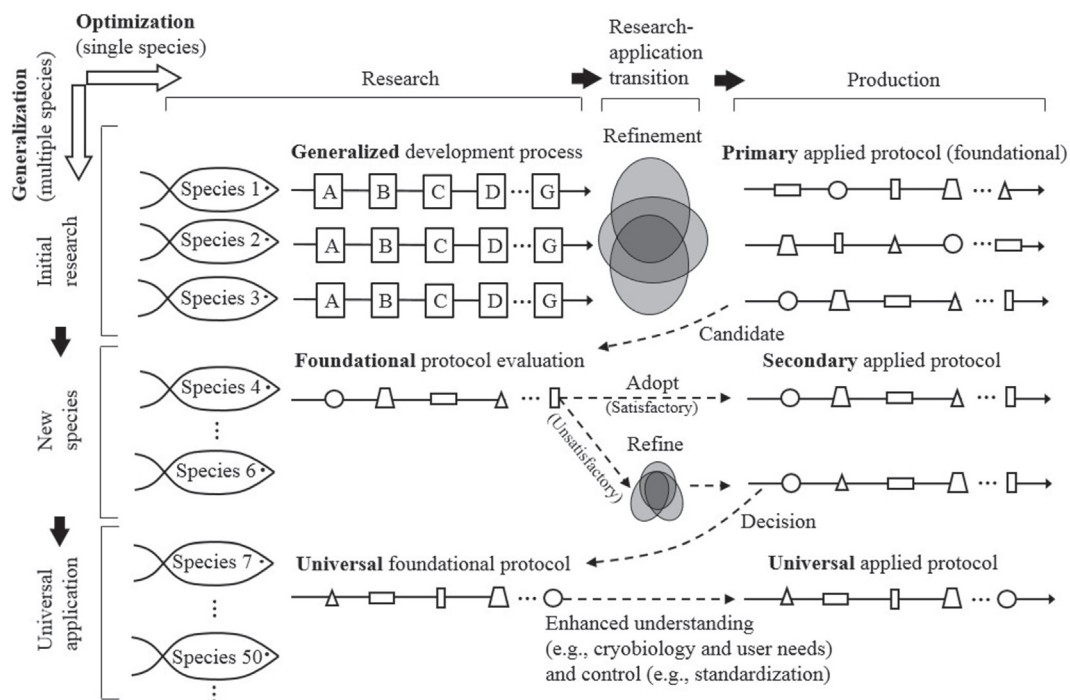 Optimization
(single species)
Generalization
(multiple species)
Research
Research-
application
transition
Production
Initial
research
Generalized development process
Refinement
Primary applied protocol (foundational)
Species 1
A B C D ... G
Species 2
A B C D ... G
Species 3
A B C D ... G
Candidate
New
species
Foundational protocol evaluation
Secondary applied protocol
Species 4
Adopt
(Satisfactory)
(Unsatisfactory)
Refine
Species 6
Decision
Universal
application
Universal foundational protocol
Universal applied protocol
Species 7
Enhanced understanding
(e.g., cryobiology and user needs)
and control (e.g., standardization)
Species 50